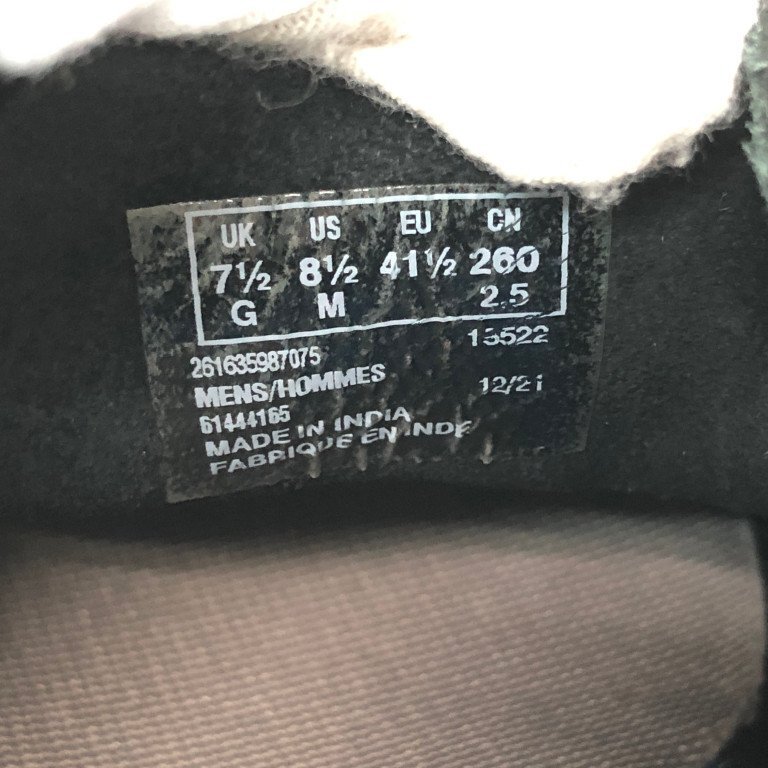 UK US EU CN
7½ 8½ 41½ 260
G M 2.5
261635987075 15522
MENS/HOMMES 12/21
61444165
MADE IN INDIA
FABRIQUE EN INDE